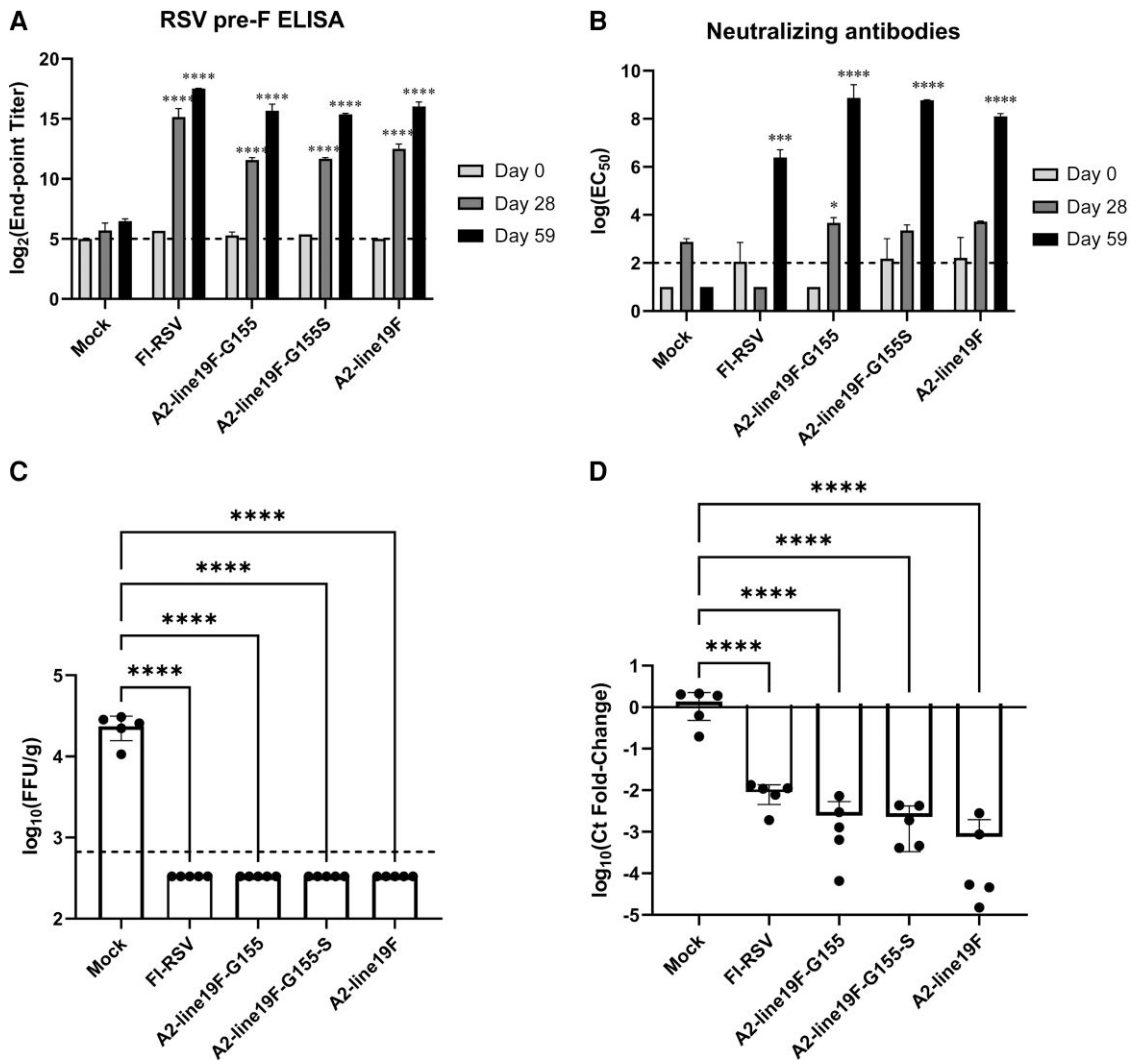 A
RSV pre-F ELISA
log2(End-point Titer)
20
15
10
5
0
****
****
****
****
****
****
****
****
Mock
FI-RSV
A2-line19F-G155
A2-line19F-G155S
A2-line19F
Day 0
Day 28
Day 59
B
Neutralizing antibodies
log(EC50)
10
8
6
4
2
0
***
*
****
****
****
Mock
FI-RSV
A2-line19F-G155
A2-line19F-G155S
A2-line19F
Day 0
Day 28
Day 59
C
****
****
****
****
log10(FFU/g)
5
4
3
2
Mock
FI-RSV
A2-line19F-G155
A2-line19F-G155-S
A2-line19F
D
****
****
****
****
log10(Ct Fold-Change)
1
0
-1
-2
-3
-4
-5
Mock
FI-RSV
A2-line19F-G155
A2-line19F-G155-S
A2-line19F